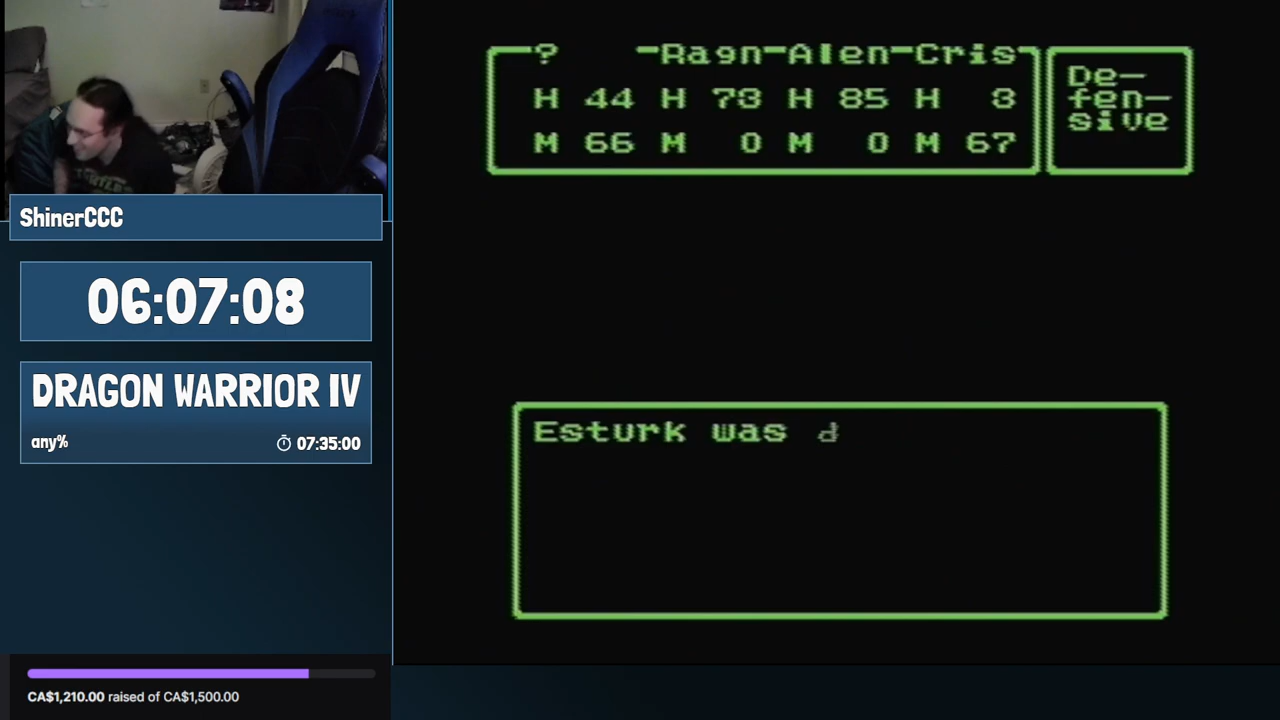 ShinerCCC
06:07:08
DRAGON WARRIOR IV
any% 07:35:00
CA$1,210.00 raised of CA$1,500.00
? Ragn Alen Cris
H 44 H 73 H 85 H 3
M 66 M 0 M 0 M 67
De-
fen-
sive
Esturk was d